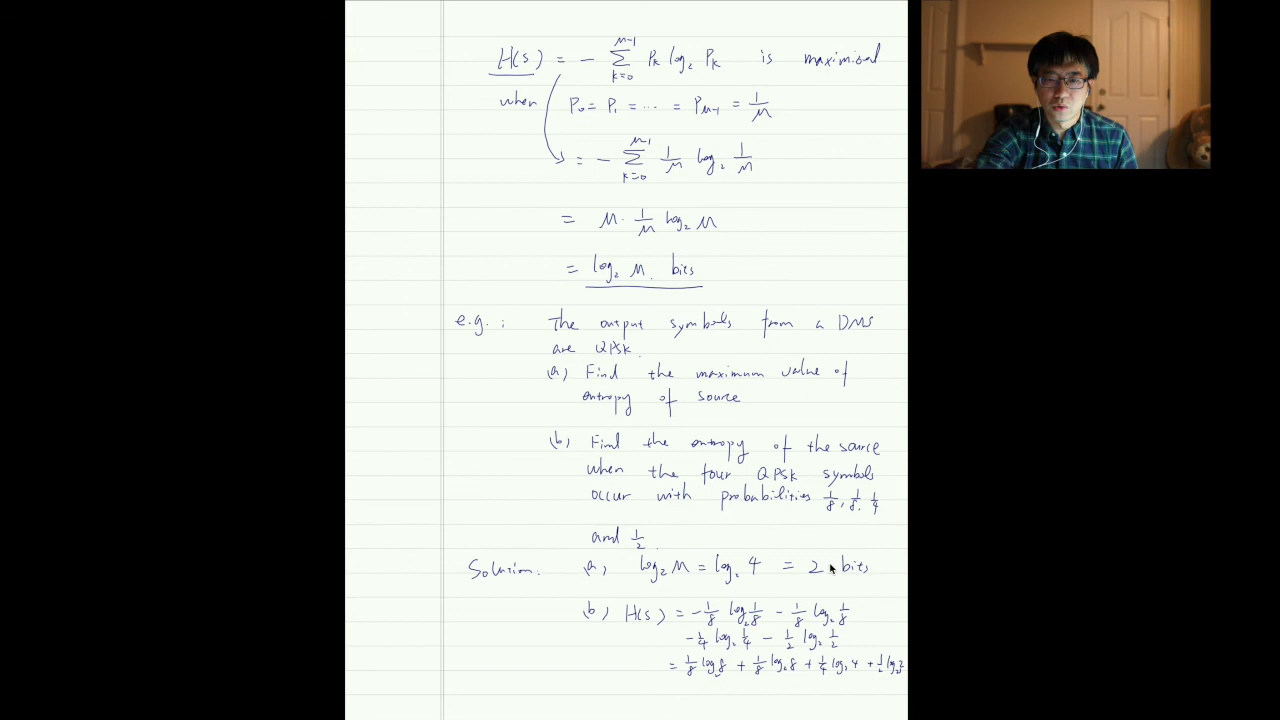 H(s) = - ∑_{k=0}^{M-1} P_k log₂ P_k is maximized
when P₀ = P₁ = ... = P_{M-1} = 1/M
= - ∑_{k=0}^{M-1} 1/M log₂ 1/M
= M · 1/M log₂ M
= log₂ M. bits
e.g. : The output symbols from a DMS
are QPSK.
(a) Find the maximum value of
entropy of source
(b) Find the entropy of the source
when the four QPSK symbols
occur with probabilities 1/8, 1/8, 1/4
and 1/2.
Solution. (a) log₂ M = log₂ 4 = 2 bits
(b) H(s) = - 1/8 log₂ 1/8 - 1/8 log₂ 1/8
- 1/4 log₂ 1/4 - 1/2 log₂ 1/2
= 1/8 log₂ 8 + 1/8 log₂ 8 + 1/4 log₂ 4 + 1/2 log₂ 2